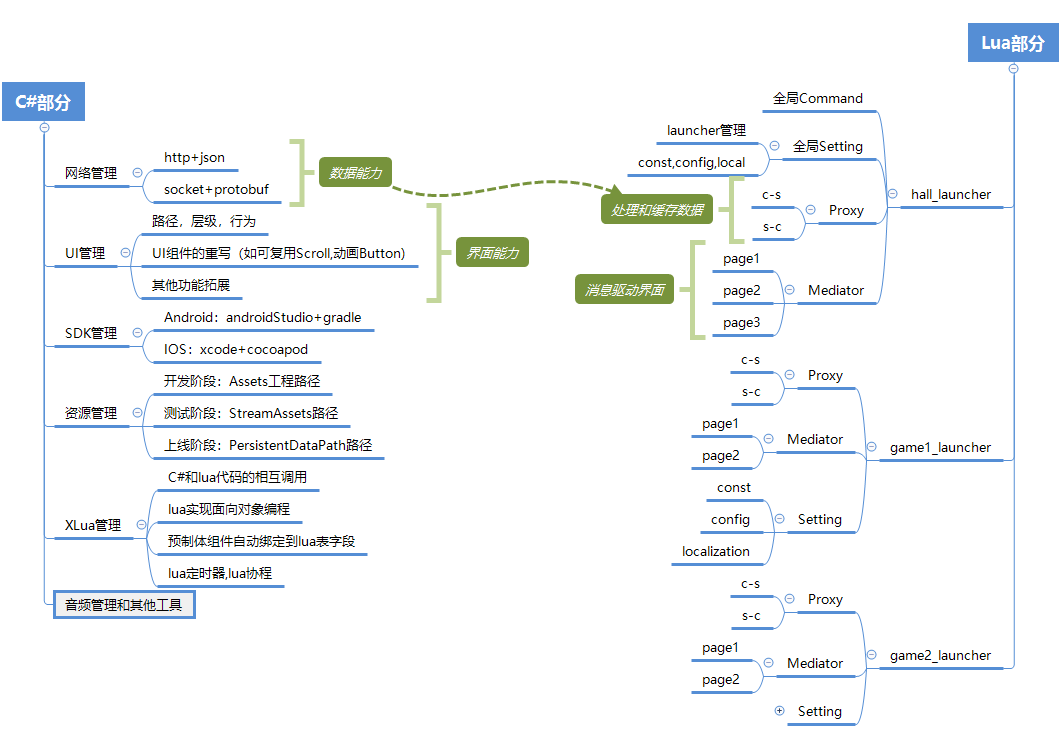 C#部分
网络管理
http+json
socket+protobuf
数据能力
UI管理
路径，层级，行为
UI组件的重写（如可复用Scroll,动画Button）
其他功能拓展
界面能力
SDK管理
Android：androidStudio+gradle
IOS：xcode+cocoapod
资源管理
开发阶段：Assets工程路径
测试阶段：StreamAssets路径
上线阶段：PersistentDataPath路径
XLua管理
C#和lua代码的相互调用
lua实现面向对象编程
预制体组件自动绑定到lua表字段
lua定时器,lua协程
音频管理和其他工具
Lua部分
hall_launcher
全局Command
全局Setting
launcher管理
const,config,local
Proxy
c-s
s-c
处理和缓存数据
Mediator
page1
page2
page3
消息驱动界面
game1_launcher
Proxy
c-s
s-c
Mediator
page1
page2
Setting
const
config
localization
game2_launcher
Proxy
c-s
s-c
Mediator
page1
page2
Setting